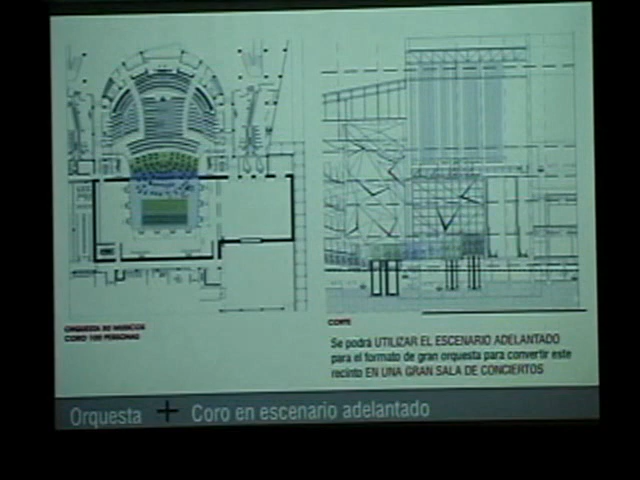 ORQUESTA 80 MUSICOS
CORO 100 PERSONAS
CORTE
Se podrá UTILIZAR EL ESCENARIO ADELANTADO
para el formato de gran orquesta para convertir este
recinto EN UNA GRAN SALA DE CONCIERTOS
Orquesta + Coro en escenario adelantado